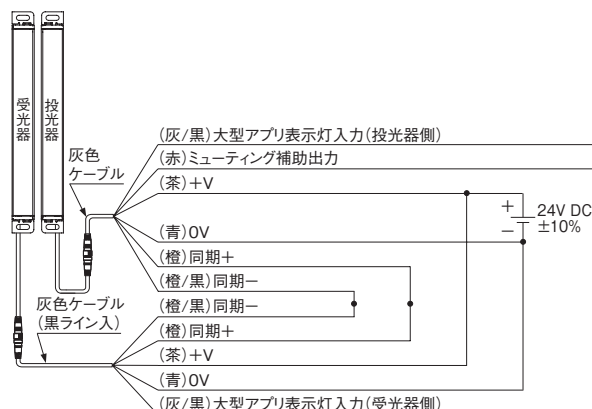 受光器
投光器
灰色
ケーブル
(灰/黒)大型アプリ表示灯入力(投光器側)
(赤)ミューティング補助出力
(茶)+V
+
24V DC
−
±10%
(青)0V
(橙)同期+
(橙/黒)同期−
灰色ケーブル
(黒ライン入)
(橙/黒)同期−
(橙)同期+
(茶)+V
(青)0V
(灰/黒)大型アプリ表示灯入力(受光器側)